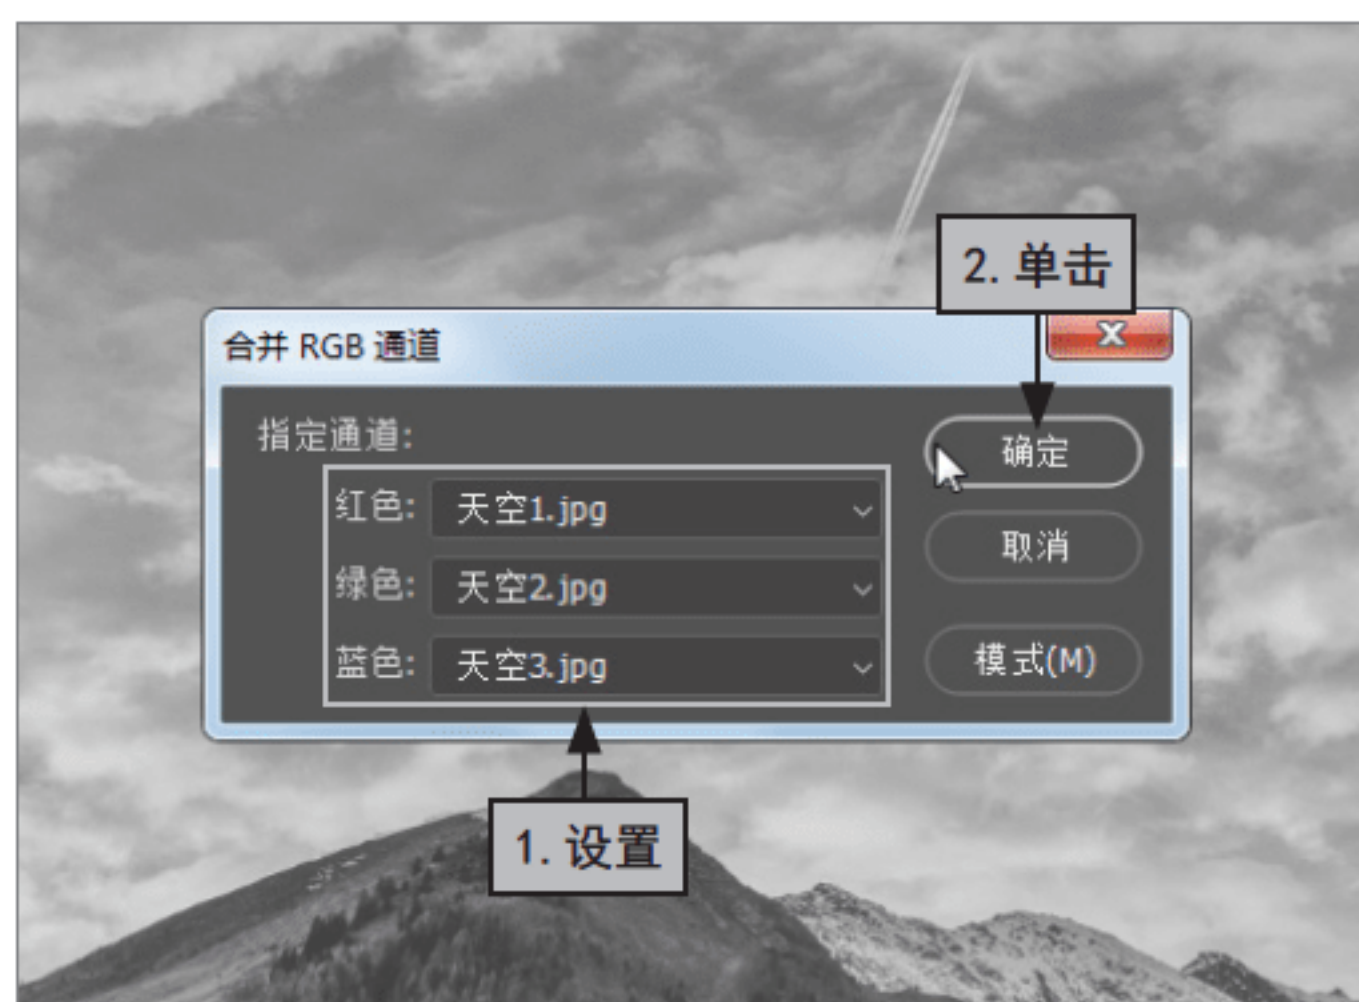 2. 单击
合并 RGB 通道
指定通道:
确定
红色: 天空1.jpg
取消
绿色: 天空2.jpg
蓝色: 天空3.jpg
模式(M)
1. 设置